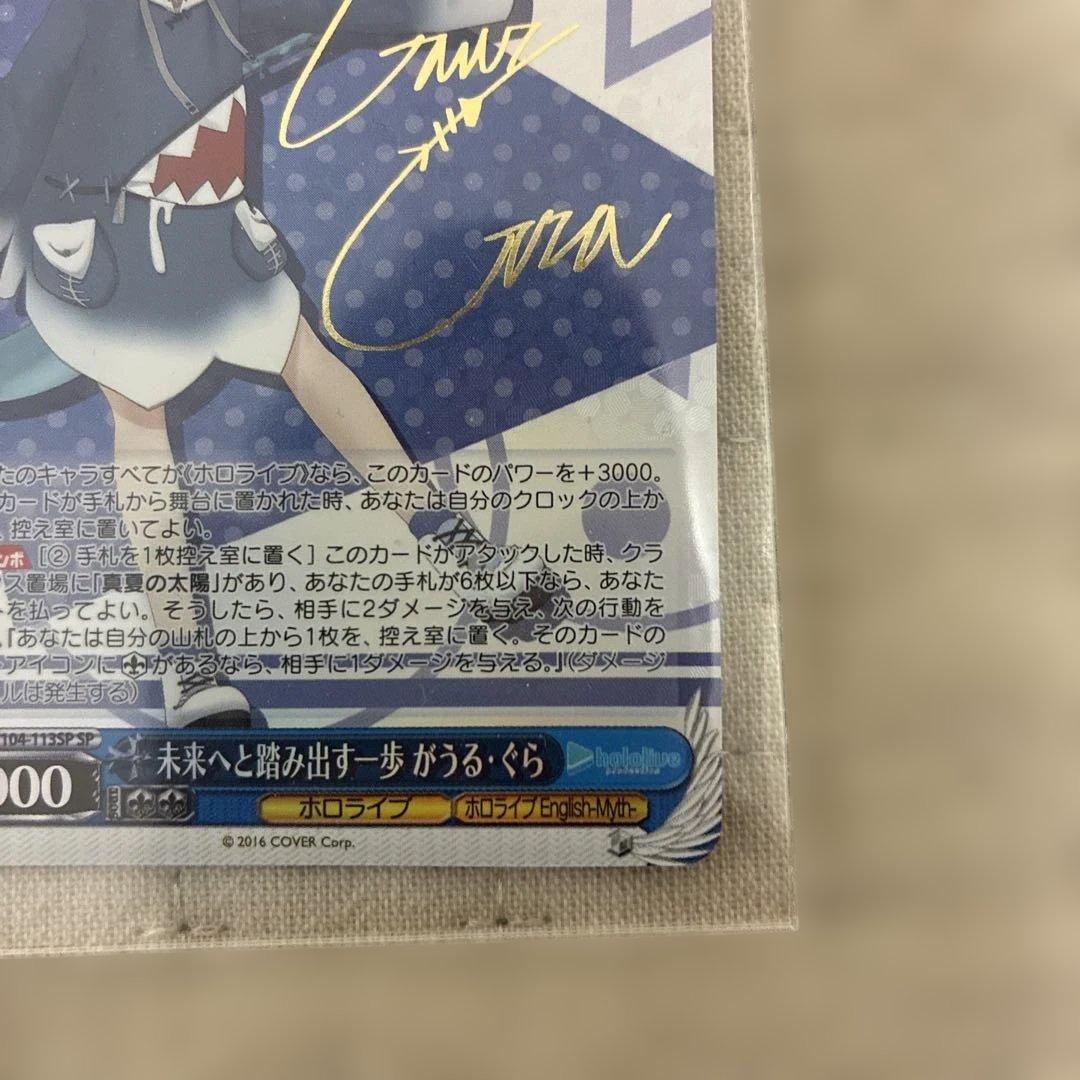 Gawr
Gura
たのキャラすべてが《ホロライブ》なら、このカードのパワーを+3000。
カードが手札から舞台に置かれた時、あなたは自分のクロックの上か
、控え室に置いてよい。
ンボ [② 手札を1枚控え室に置く] このカードがアタックした時、クラ
ス置場に「真夏の太陽」があり、あなたの手札が6枚以下なら、あなた
を払ってよい。そうしたら、相手に2ダメージを与え、次の行動を
『あなたは自分の山札の上から1枚を、控え室に置く。そのカードの
ーアイコンに があるなら、相手に1ダメージを与える。』(ダメージ
ルは発生する)
104-113SP SP
未来へと踏み出す一歩 がうる・ぐら
hololive
production
000
SOUL
ホロライブ
ホロライブEnglish-Myth-
© 2016 COVER Corp.